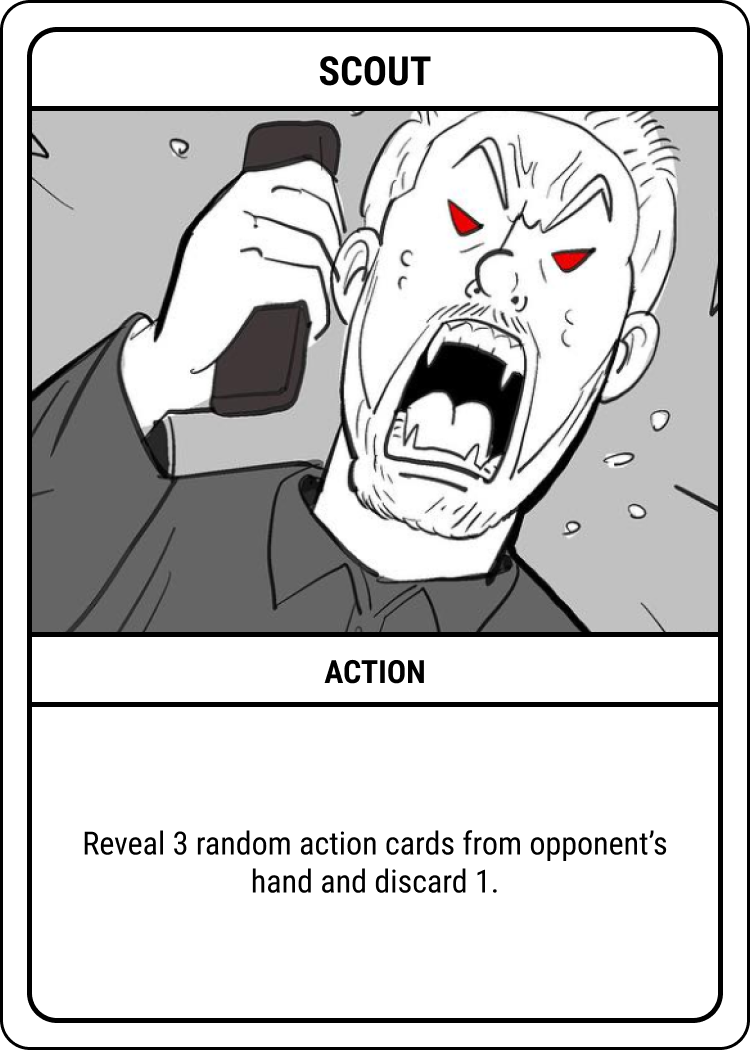 SCOUT
ACTION
Reveal 3 random action cards from opponent’s
hand and discard 1.